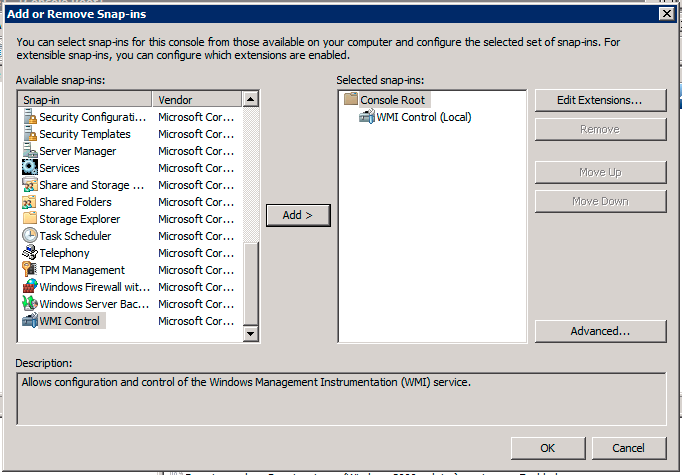 Add or Remove Snap-ins
You can select snap-ins for this console from those available on your computer and configure the selected set of snap-ins. For
extensible snap-ins, you can configure which extensions are enabled.
Available snap-ins:
Selected snap-ins:
Snap-in Vendor
Security Configurati... Microsoft Cor...
Security Templates Microsoft Cor...
Server Manager Microsoft Cor...
Services Microsoft Cor...
Share and Storage ... Microsoft Cor...
Shared Folders Microsoft Cor...
Storage Explorer Microsoft Cor...
Task Scheduler Microsoft Cor...
Telephony Microsoft Cor...
TPM Management Microsoft Cor...
Windows Firewall wit... Microsoft Cor...
Windows Server Bac... Microsoft Cor...
WMI Control Microsoft Cor...
Add >
Console Root
WMI Control (Local)
Edit Extensions...
Remove
Move Up
Move Down
Advanced...
Description:
Allows configuration and control of the Windows Management Instrumentation (WMI) service.
OK
Cancel